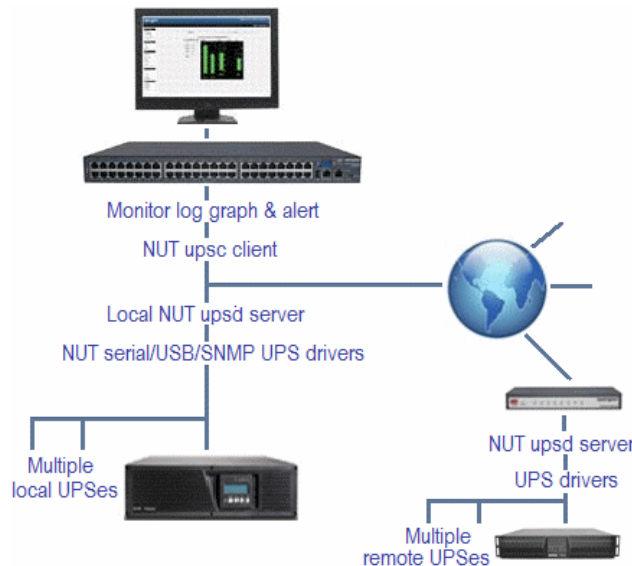 Monitor log graph & alert
NUT upsc client
Local NUT upsd server
NUT serial/USB/SNMP UPS drivers
Multiple
local UPSes
NUT upsd server
UPS drivers
Multiple
remote UPSes